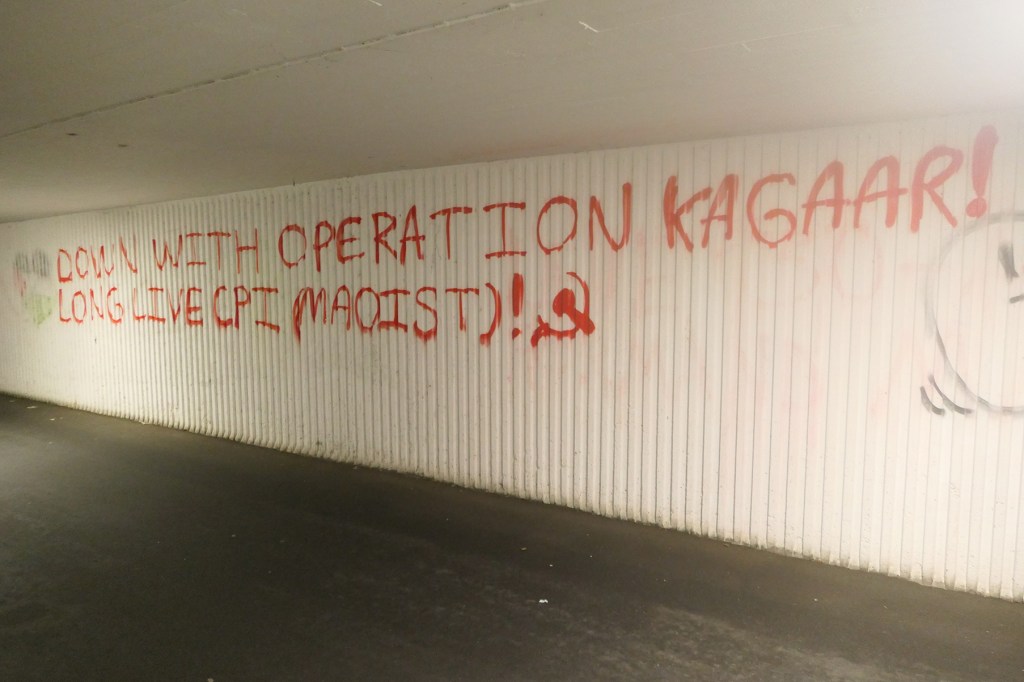 DOWN WITH OPERATION KAGAAR!
LONG LIVE CPI (MAOIST)!